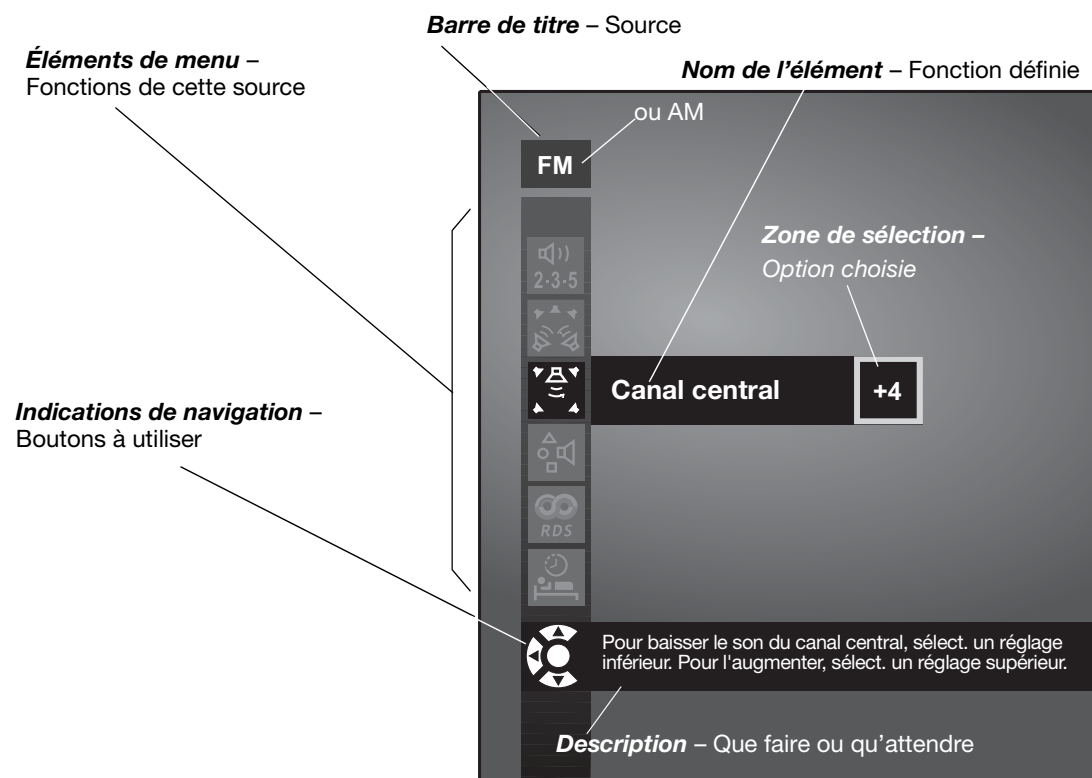 Barre de titre – Source
Éléments de menu –
Fonctions de cette source
Nom de l'élément – Fonction définie
ou AM
FM
Zone de sélection –
Option choisie
2·3·5
Canal central
+4
Indications de navigation –
Boutons à utiliser
RDS
Pour baisser le son du canal central, sélect. un réglage
inférieur. Pour l'augmenter, sélect. un réglage supérieur.
Description – Que faire ou qu'attendre